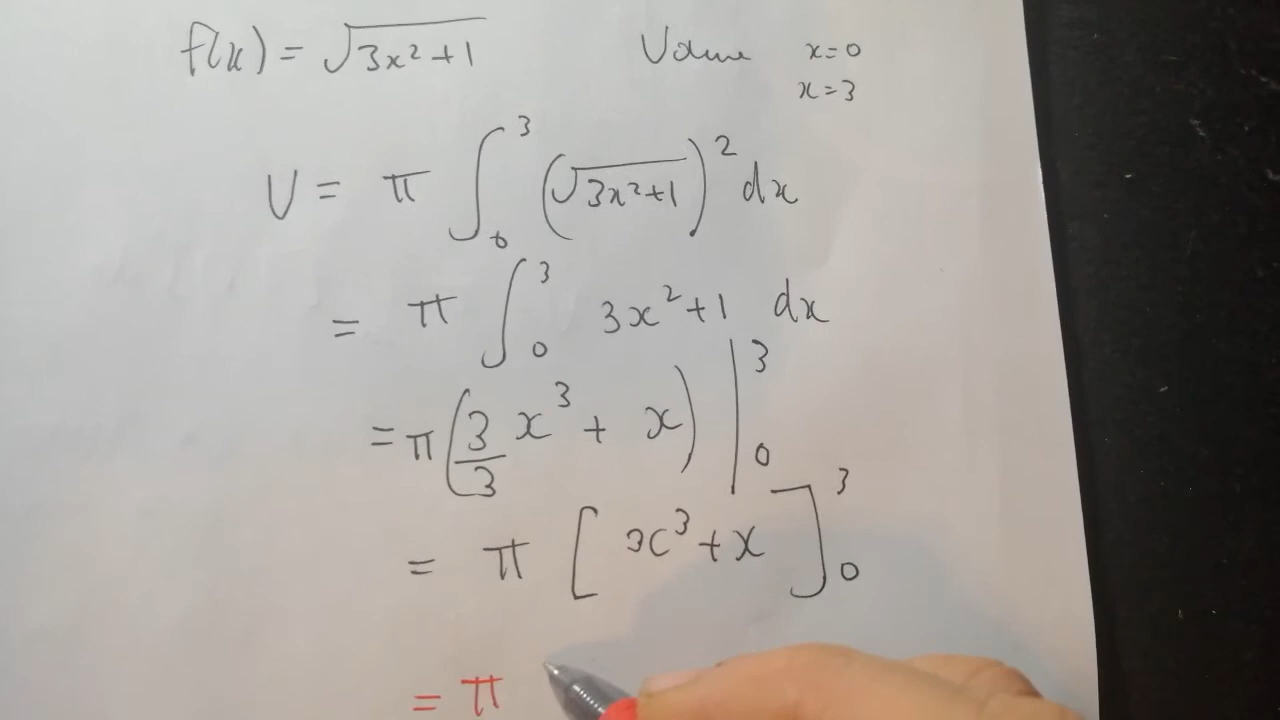 f(x) = √3x²+1 Volume x=0
x=3
V = π ∫₀³ (√3x²+1)² dx
= π ∫₀³ 3x²+1 dx
= π(3/3 x³ + x) |₀³
= π [x³+x]₀³
= π